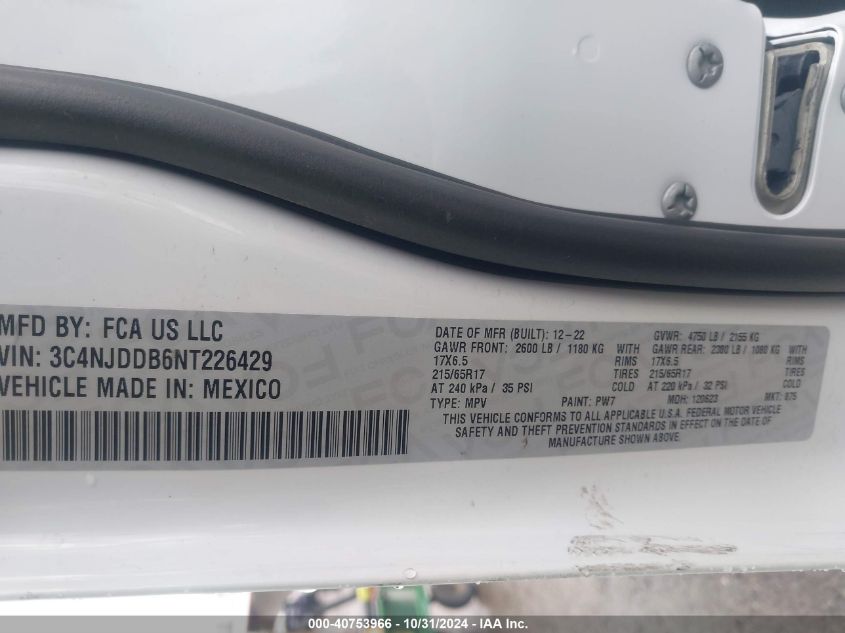 MFD BY: FCA US LLC
VIN: 3C4NJDDB6NT226429
VEHICLE MADE IN: MEXICO
DATE OF MFR (BUILT): 12-22 GVWR: 4750 LB / 2155 KG
GAWR FRONT: 2600 LB / 1180 KG WITH GAWR REAR: 2380 LB / 1080 KG WITH
17X6.5 RIMS 17X6.5 RIMS
215/65R17 TIRES 215/65R17 TIRES
AT 240 kPa / 35 PSI COLD AT 220 kPa / 32 PSI COLD
TYPE: MPV PAINT: PW7 MDH: 120623 MKT: 875
THIS VEHICLE CONFORMS TO ALL APPLICABLE U.S.A. FEDERAL MOTOR VEHICLE
SAFETY AND THEFT PREVENTION STANDARDS IN EFFECT ON THE DATE OF
MANUFACTURE SHOWN ABOVE.
000-40753966 - 10/31/2024 - IAA Inc.